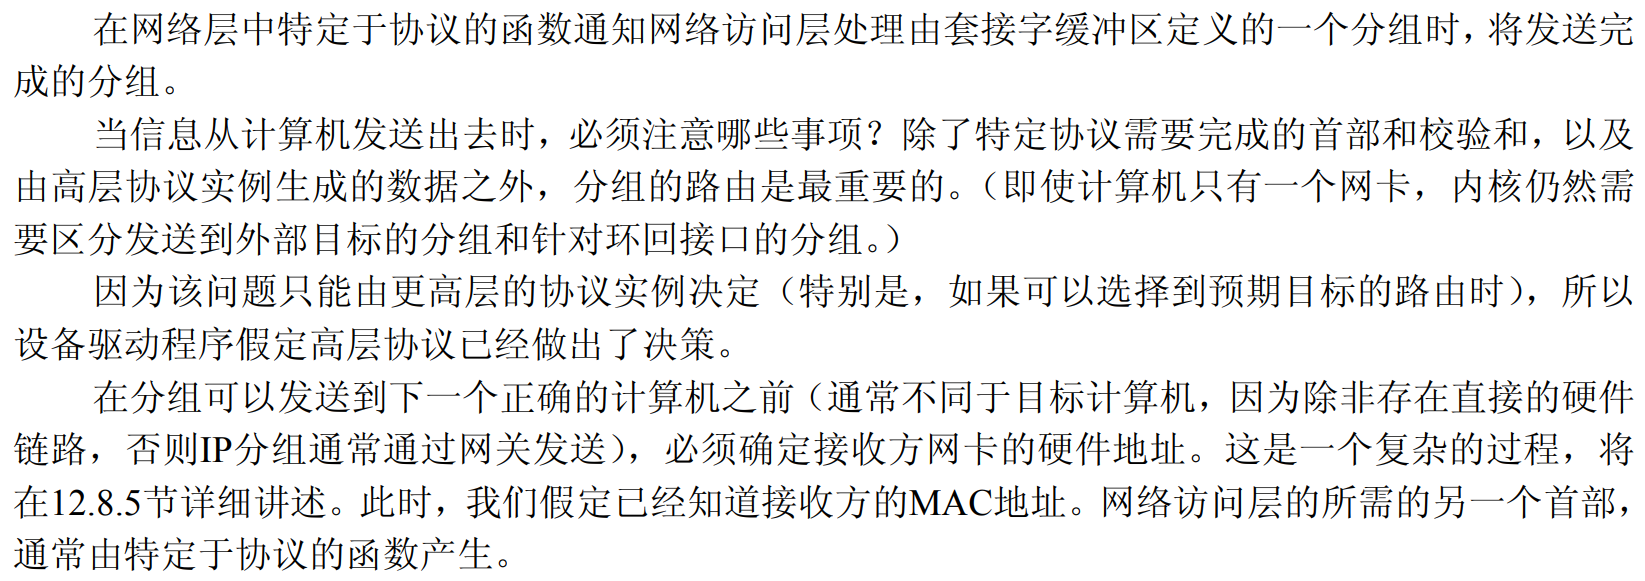 在网络层中特定于协议的函数通知网络访问层处理由套接字缓冲区定义的一个分组时，将发送完
成的分组。
当信息从计算机发送出去时，必须注意哪些事项？除了特定协议需要完成的首部和校验和，以及
由高层协议实例生成的数据之外，分组的路由是最重要的。（即使计算机只有一个网卡，内核仍然需
要区分发送到外部目标的分组和针对环回接口的分组。）
因为该问题只能由更高层的协议实例决定（特别是，如果可以选择到预期目标的路由时），所以
设备驱动程序假定高层协议已经做出了决策。
在分组可以发送到下一个正确的计算机之前（通常不同于目标计算机，因为除非存在直接的硬件
链路，否则IP分组通常通过网关发送），必须确定接收方网卡的硬件地址。这是一个复杂的过程，将
在12.8.5节详细讲述。此时，我们假定已经知道接收方的MAC地址。网络访问层的所需的另一个首部，
通常由特定于协议的函数产生。